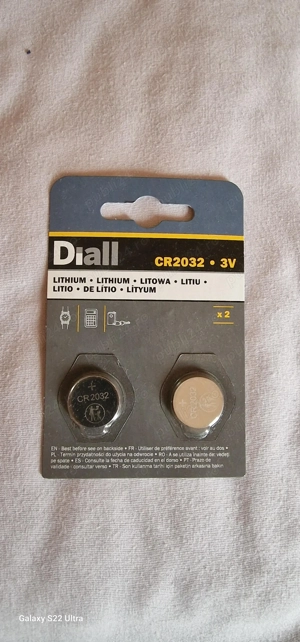 Diall
CR2032 • 3V
LITHIUM • LITHIUM • LITOWA • LITIU •
LITIO • DE LÍTIO • LİTYUM
x 2
+
CR2032
EN - Best before see on backside • FR - Utiliser de préférence avant : voir au dos •
PL - Termin przydatności do użycia na odwrocie • RO - A se utiliza înainte de: vedeți
pe spate • ES - Consulte la fecha de caducidad en el dorso • PT - Prazo de
validade - consultar verso • TR - Son kullanma tarihi için paketin arkasına bakın
Galaxy S22 Ultra